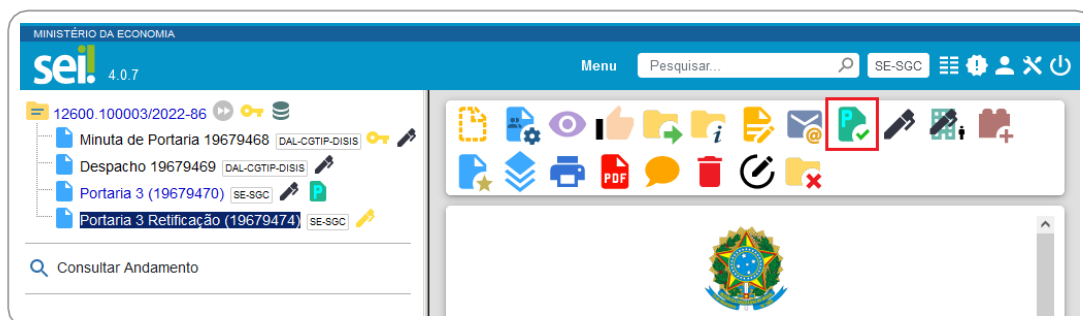 MINISTÉRIO DA ECONOMIA
sei! 4.0.7
Menu Pesquisar... SE-SGC
12600.100003/2022-86
Minuta de Portaria 19679468 DAL-CGTIP-DISIS
Despacho 19679469 DAL-CGTIP-DISIS
Portaria 3 (19679470) SE-SGC P
Portaria 3 Retificação (19679474) SE-SGC
Consultar Andamento
i @ P
PDF